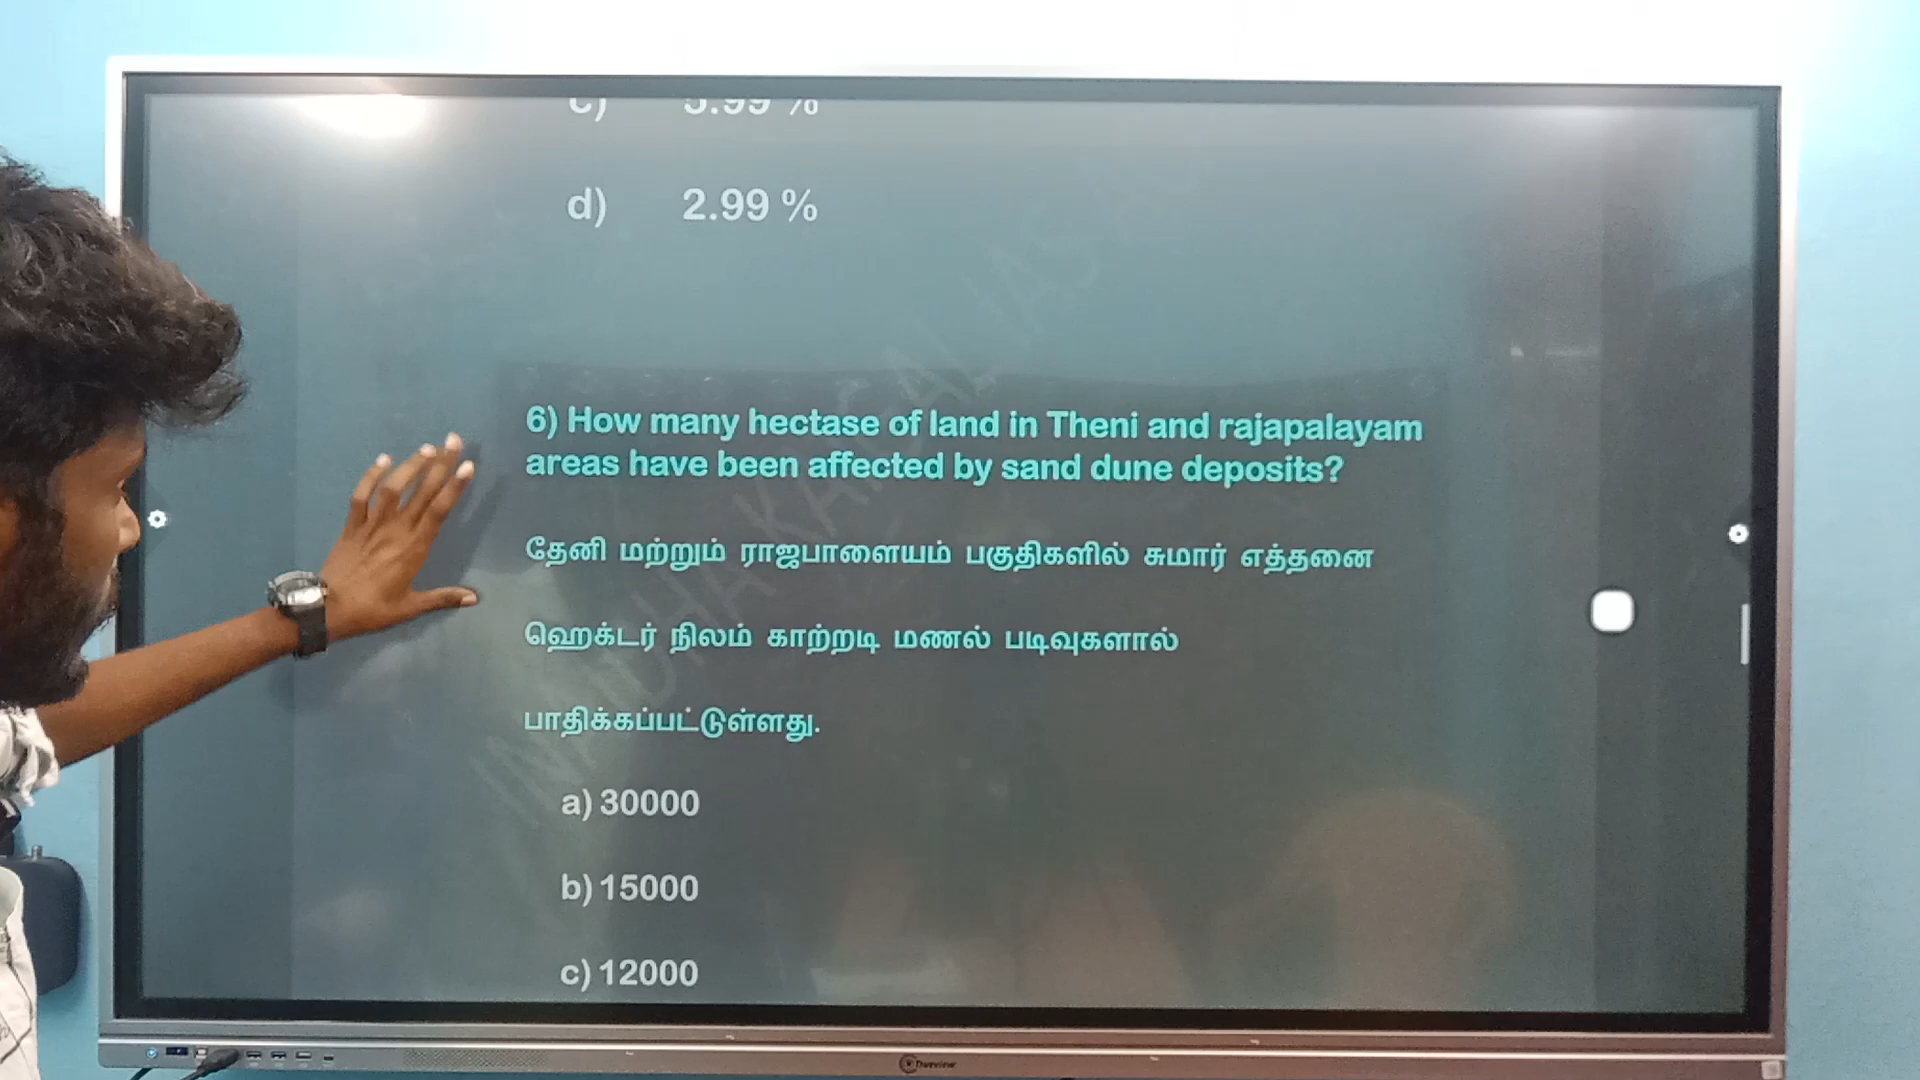 c) 5.99 %
d) 2.99 %
6) How many hectase of land in Theni and rajapalayam
areas have been affected by sand dune deposits?
தேனி மற்றும் ராஜபாளையம் பகுதிகளில் சுமார் எத்தனை
ஹெக்டர் நிலம் காற்றடி மணல் படிவுகளால்
பாதிக்கப்பட்டுள்ளது.
a) 30000
b) 15000
c) 12000